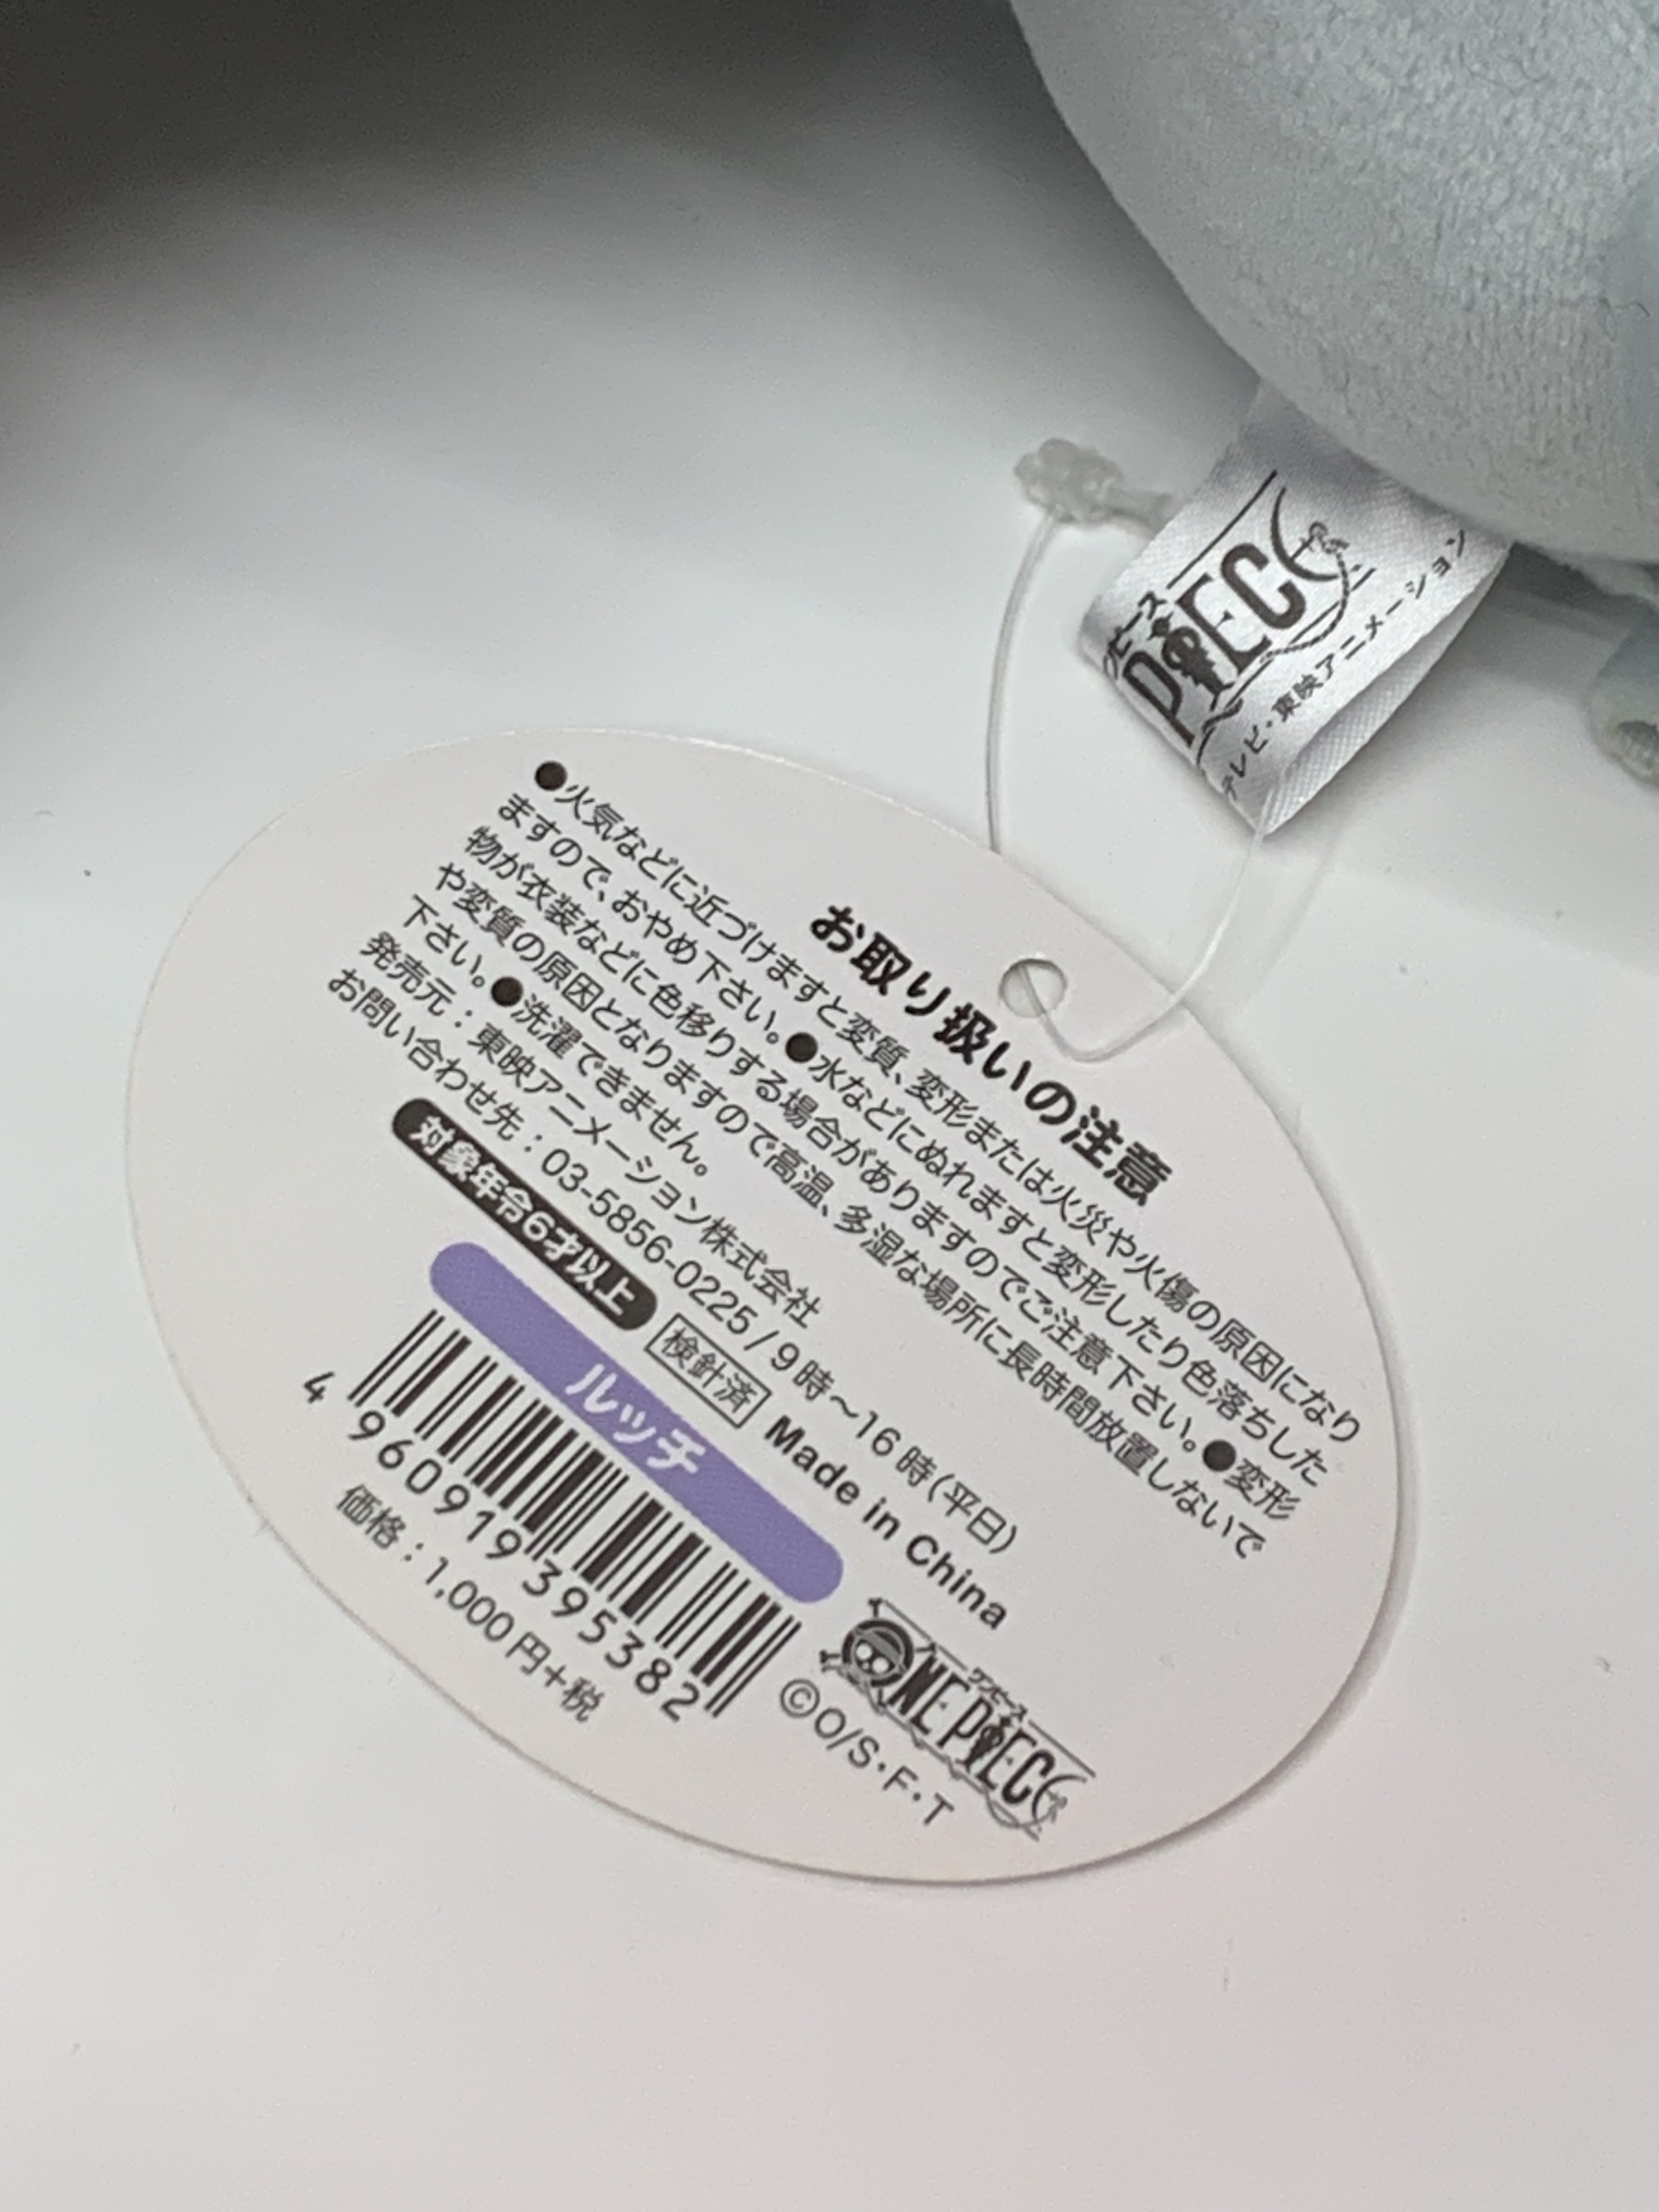 お取り扱いの注意
●火気などに近づけますと変質、変形または火災や火傷の原因になり
ますので、おやめ下さい。●水などにぬれますと変形したり色落ちした
物が衣装などに色移りする場合がありますのでご注意下さい。●変形
や変質の原因となりますので高温、多湿な場所に長時間放置しないで
下さい。●洗濯できません。
発売元：東映アニメーション株式会社
お問い合わせ先：03-5856-0225/9時～16時(平日)
対象年令6才以上 検針済 Made in China
ルッチ
4 960919 395382
価格：1,000円+税
ワンピース
ONE PIECE
©O/S・F・T
ピース
PIECE
テレビ・東映アニメーション